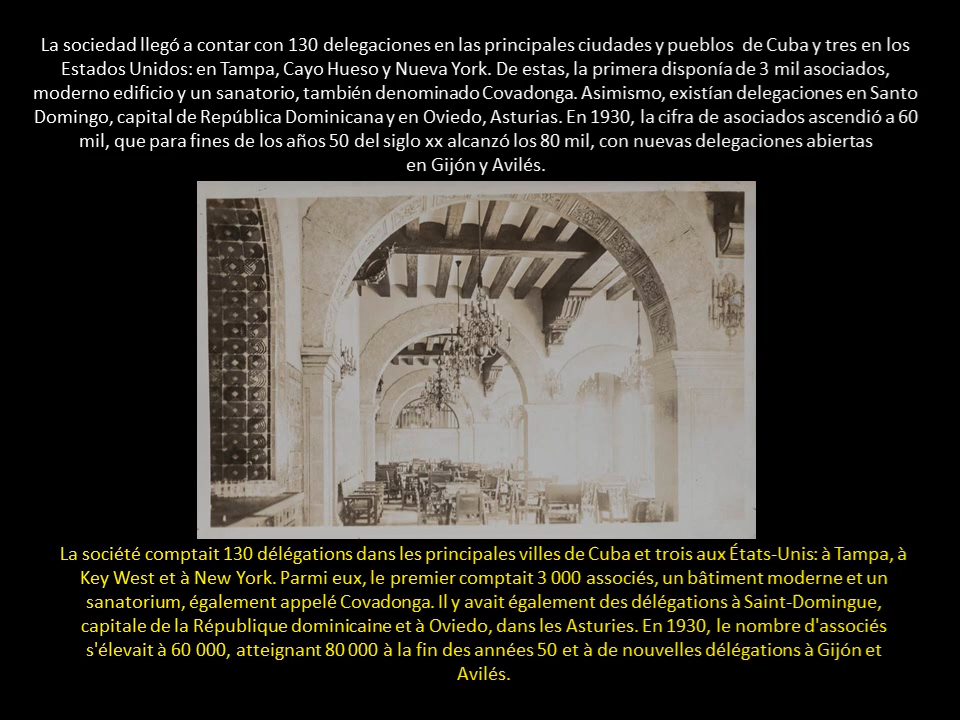 La sociedad llegó a contar con 130 delegaciones en las principales ciudades y pueblos  de Cuba y tres en los
Estados Unidos: en Tampa, Cayo Hueso y Nueva York. De estas, la primera disponía de 3 mil asociados,
moderno edificio y un sanatorio, también denominado Covadonga. Asimismo, existían delegaciones en Santo
Domingo, capital de República Dominicana y en Oviedo, Asturias. En 1930, la cifra de asociados ascendió a 60
mil, que para fines de los años 50 del siglo xx alcanzó los 80 mil, con nuevas delegaciones abiertas
en Gijón y Avilés.
La société comptait 130 délégations dans les principales villes de Cuba et trois aux États-Unis: à Tampa, à
Key West et à New York. Parmi eux, le premier comptait 3 000 associés, un bâtiment moderne et un
sanatorium, également appelé Covadonga. Il y avait également des délégations à Saint-Domingue,
capitale de la République dominicaine et à Oviedo, dans les Asturies. En 1930, le nombre d'associés
s'élevait à 60 000, atteignant 80 000 à la fin des années 50 et à de nouvelles délégations à Gijón et
Avilés.